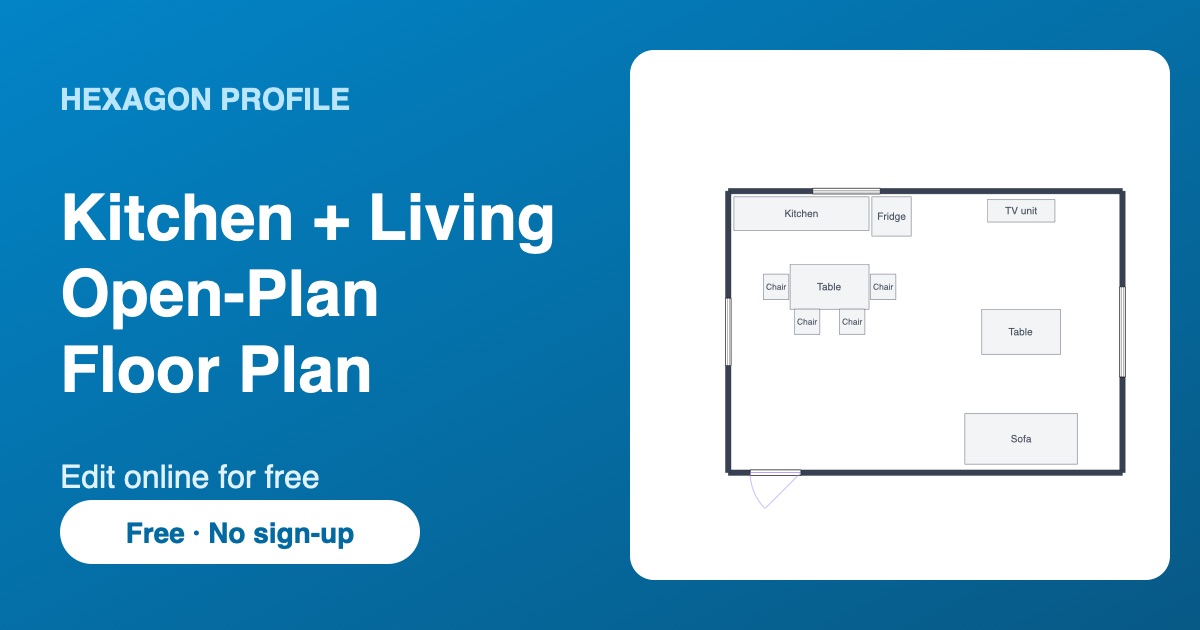 HEXAGON PROFILE
Kitchen + Living
Open-Plan
Floor Plan
Edit online for free
Free · No sign-up
Kitchen
Fridge
TV unit
Chair
Table
Chair
Chair
Chair
Table
Sofa